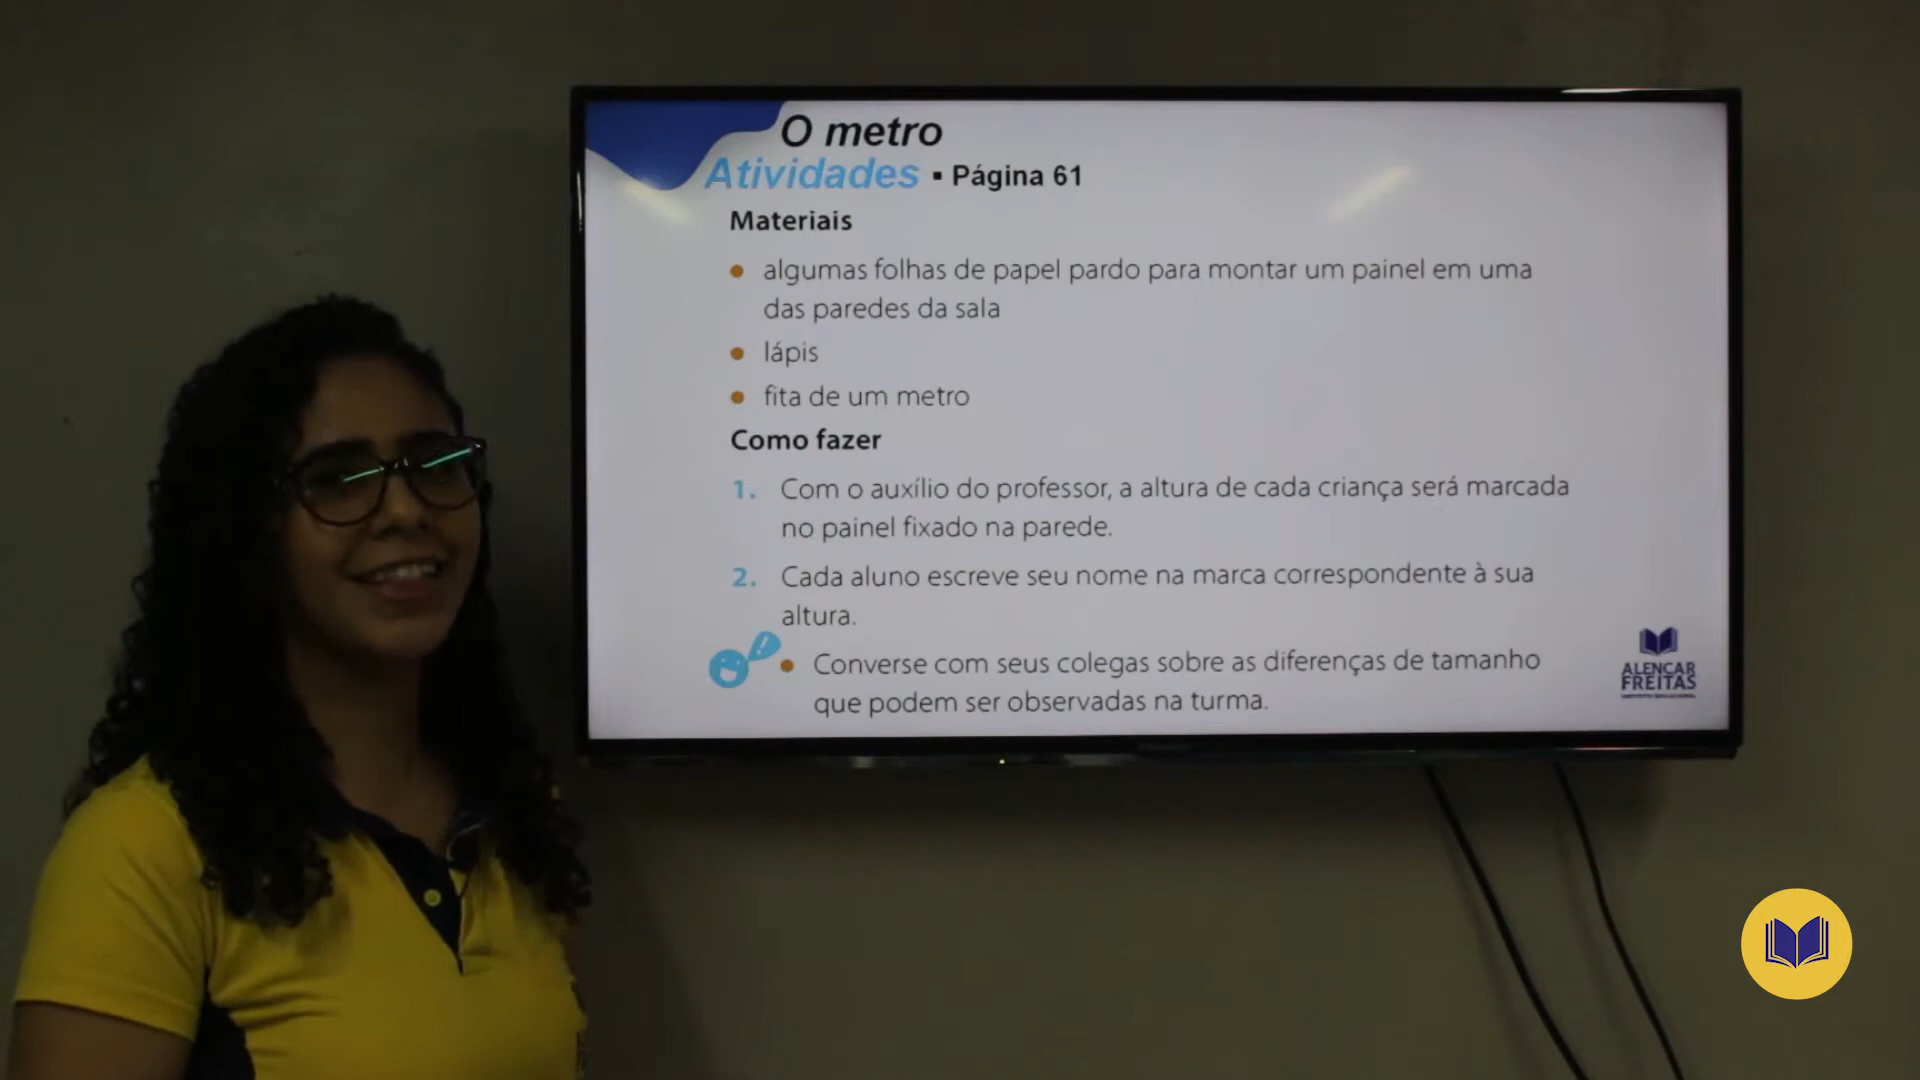 O metro
Atividades ▪ Página 61
Materiais
• algumas folhas de papel pardo para montar um painel em uma
das paredes da sala
• lápis
• fita de um metro
Como fazer
1. Com o auxílio do professor, a altura de cada criança será marcada
no painel fixado na parede.
2. Cada aluno escreve seu nome na marca correspondente à sua
altura.
• Converse com seus colegas sobre as diferenças de tamanho
que podem ser observadas na turma.
ALENCAR
FREITAS